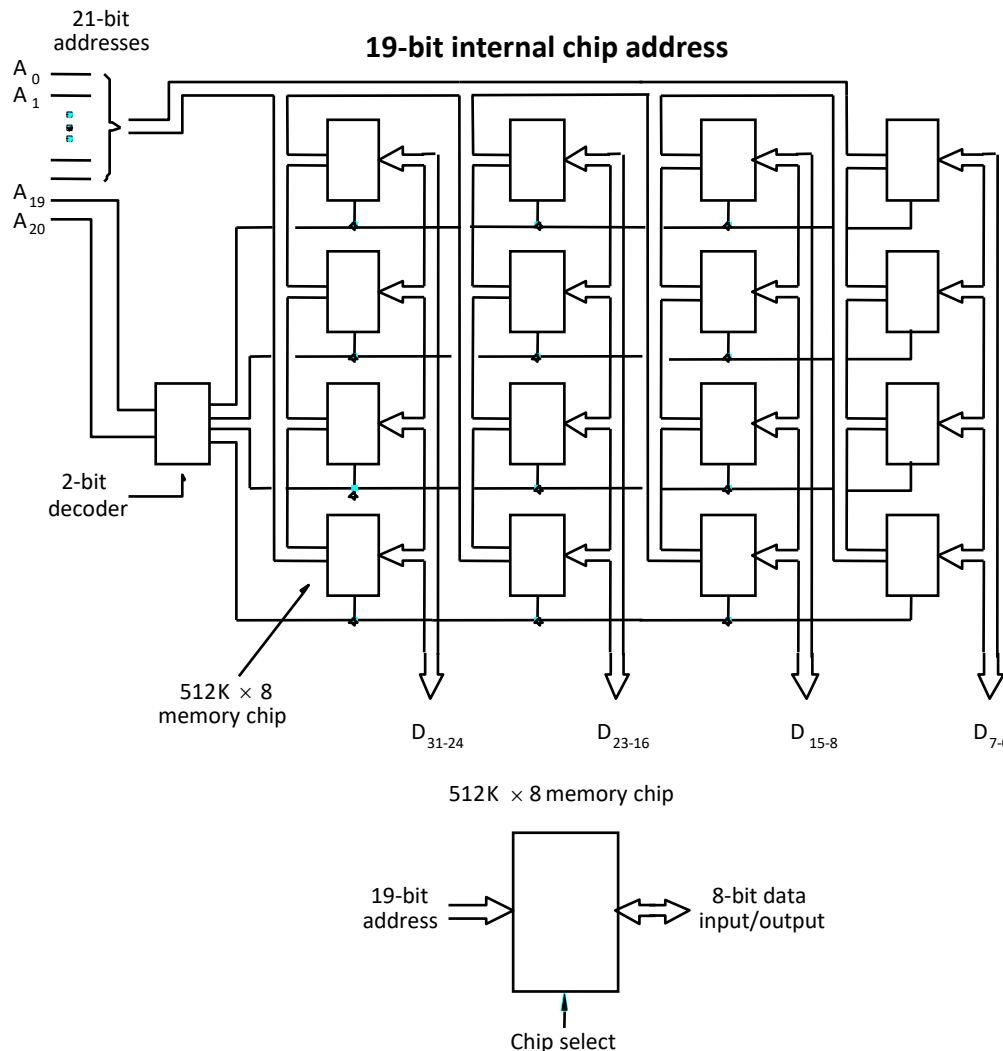 21-bit
addresses
19-bit internal chip address
A0
A1
A19
A20
2-bit
decoder
512K × 8
memory chip
D31-24
D23-16
D15-8
512K × 8 memory chip
19-bit
address
8-bit data
input/output
Chip select